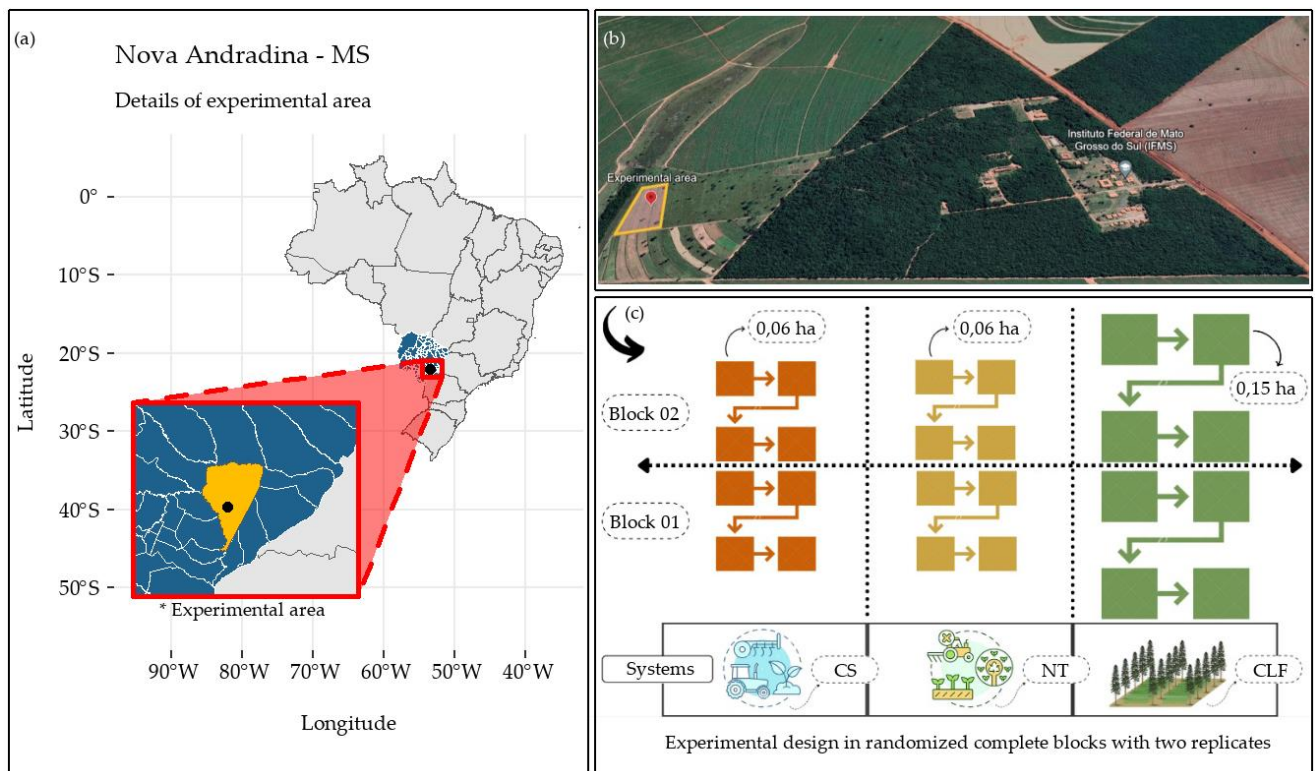 (a)
Nova Andradina - MS
Details of experimental area
0°
10°S
20°S
30°S
40°S
50°S
Latitude
* Experimental area
90°W
80°W
70°W
60°W
50°W
40°W
Longitude
(b)
Instituto Federal de Mato
Grosso do Sul (IFMS)
Experimental area
(c)
0,06 ha
0,06 ha
0,15 ha
Block 02
Block 01
Systems
CS
NT
CLF
Experimental design in randomized complete blocks with two replicates